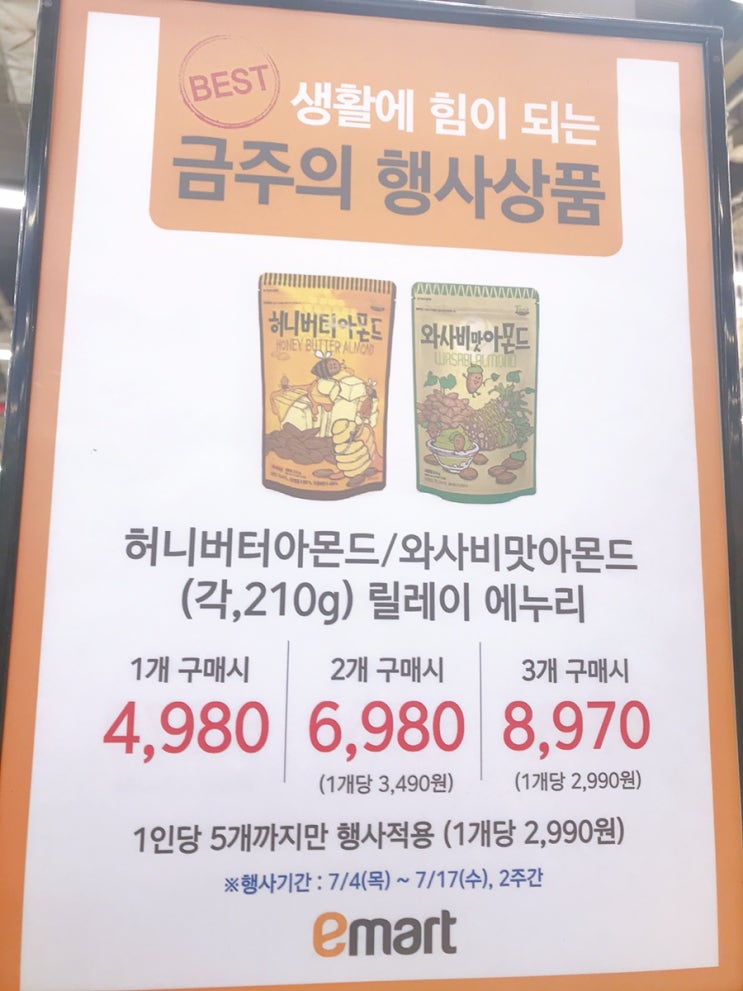 BEST
생활에 힘이 되는
금주의 행사상품
허니버터아몬드
HONEY BUTTER ALMOND
와사비맛아몬드
WASABI ALMOND
허니버터아몬드/와사비맛아몬드
(각,210g) 릴레이 에누리
1개 구매시 2개 구매시 3개 구매시
4,980 6,980 8,970
(1개당 3,490원) (1개당 2,990원)
1인당 5개까지만 행사적용 (1개당 2,990원)
※행사기간 : 7/4(목) ~ 7/17(수), 2주간
emart